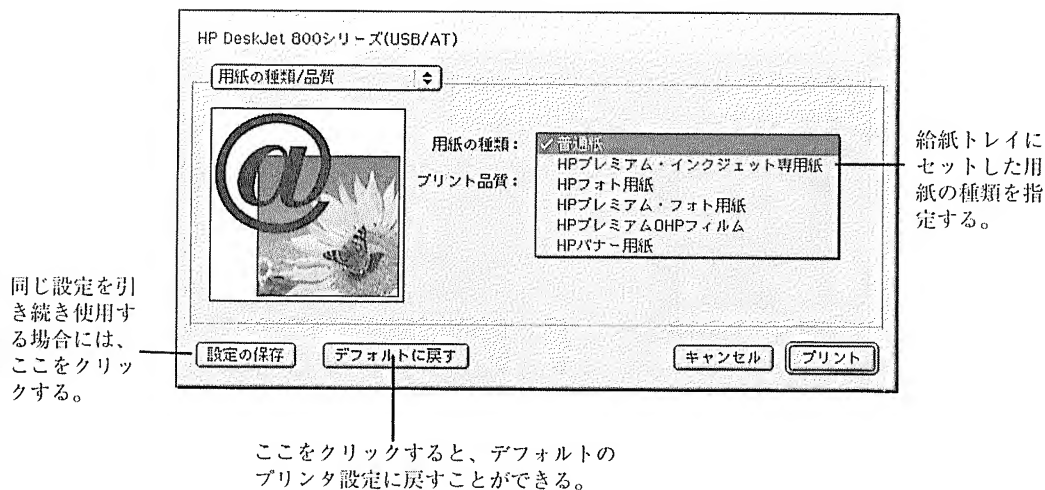 HP DeskJet 800シリーズ(USB/AT)
用紙の種類/品質
用紙の種類：
✓普通紙
HPプレミアム・インクジェット専用紙
HPフォト用紙
HPプレミアム・フォト用紙
HPプレミアムOHPフィルム
HPバナー用紙
プリント品質：
給紙トレイに
セットした用
紙の種類を指
定する。
同じ設定を引
き続き使用す
る場合には、
ここをクリッ
クする。
設定の保存
デフォルトに戻す
キャンセル
プリント
ここをクリックすると、デフォルトの
プリンタ設定に戻すことができる。